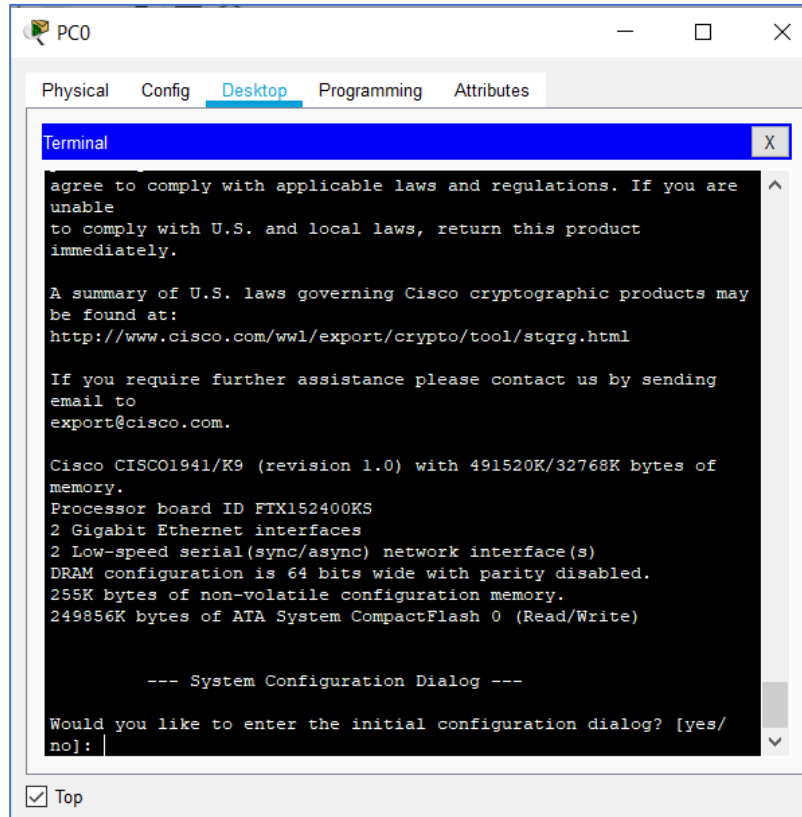 PC0
Physical Config Desktop Programming Attributes
Terminal
X
agree to comply with applicable laws and regulations. If you are
unable
to comply with U.S. and local laws, return this product
immediately.
A summary of U.S. laws governing Cisco cryptographic products may
be found at:
http://www.cisco.com/wwl/export/crypto/tool/stqrg.html
If you require further assistance please contact us by sending
email to
export@cisco.com.
Cisco CISCO1941/K9 (revision 1.0) with 491520K/32768K bytes of
memory.
Processor board ID FTX152400KS
2 Gigabit Ethernet interfaces
2 Low-speed serial(sync/async) network interface(s)
DRAM configuration is 64 bits wide with parity disabled.
255K bytes of non-volatile configuration memory.
249856K bytes of ATA System CompactFlash 0 (Read/Write)
--- System Configuration Dialog ---
Would you like to enter the initial configuration dialog? [yes/
no]:
Top